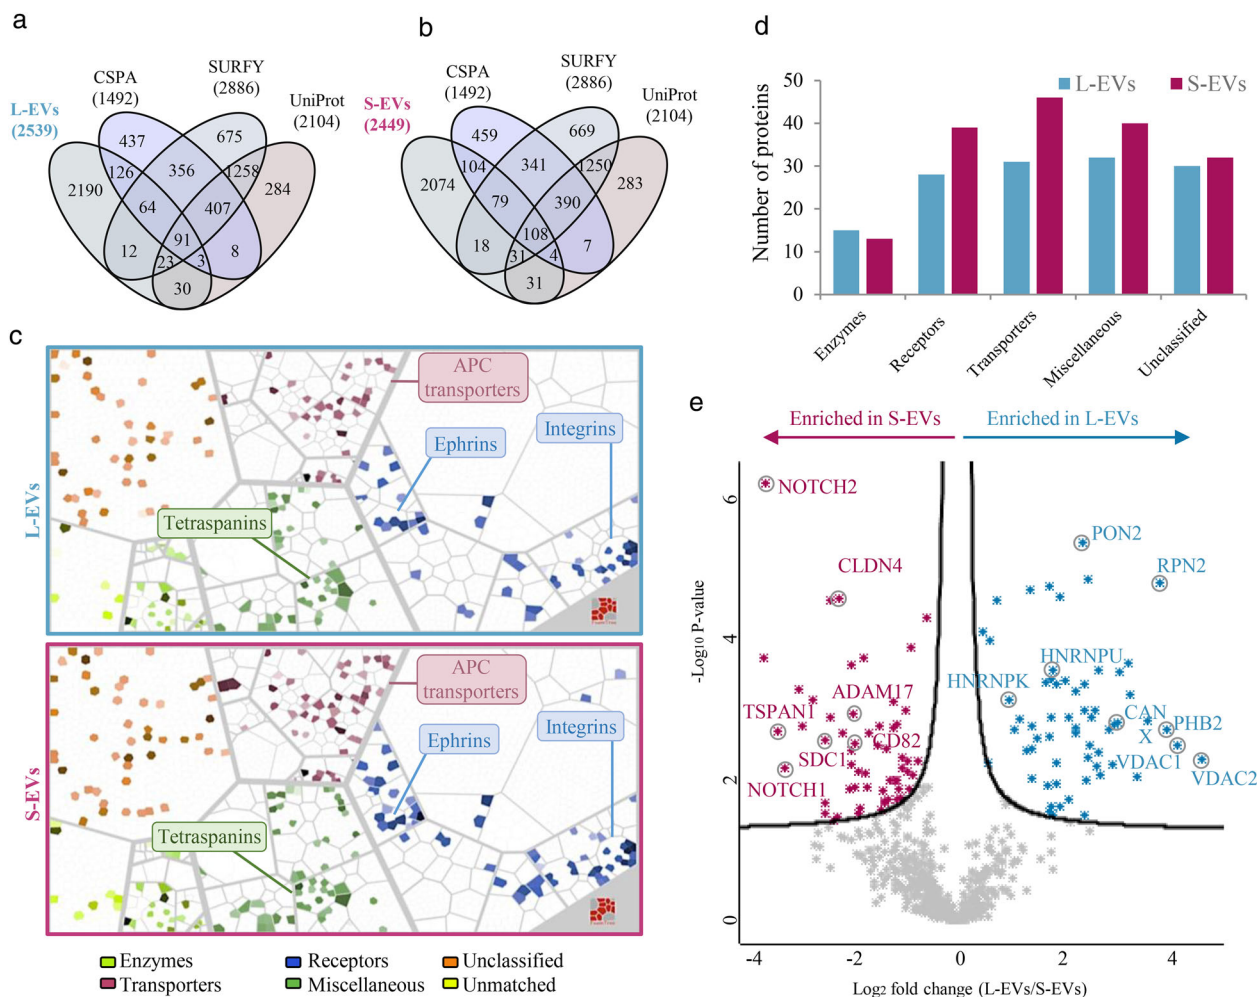 a
CSPA
(1492)
SURFY
(2886)
UniProt
(2104)
L-EVs
(2539)
437
675
126
356
1258
2190
284
64
407
91
12
8
23
3
30
b
CSPA
(1492)
SURFY
(2886)
UniProt
(2104)
S-EVs
(2449)
459
669
104
341
1250
2074
283
79
390
108
18
7
31
4
31
d
Number of proteins
50
40
30
20
10
0
L-EVs
S-EVs
Enzymes
Receptors
Transporters
Miscellaneous
Unclassified
c
L-EVs
APC
transporters
Ephrins
Integrins
Tetraspanins
S-EVs
APC
transporters
Ephrins
Integrins
Tetraspanins
Enzymes
Receptors
Unclassified
Transporters
Miscellaneous
Unmatched
e
Enriched in S-EVs
Enriched in L-EVs
-Log10 P-value
6
4
2
0
NOTCH2
PON2
CLDN4
RPN2
HNRNPU
HNRNPK
ADAM17
TSPAN1
CAN
X
PHB2
CD82
SDC1
VDAC1
NOTCH1
VDAC2
-4
-2
0
2
4
Log2 fold change (L-EVs/S-EVs)